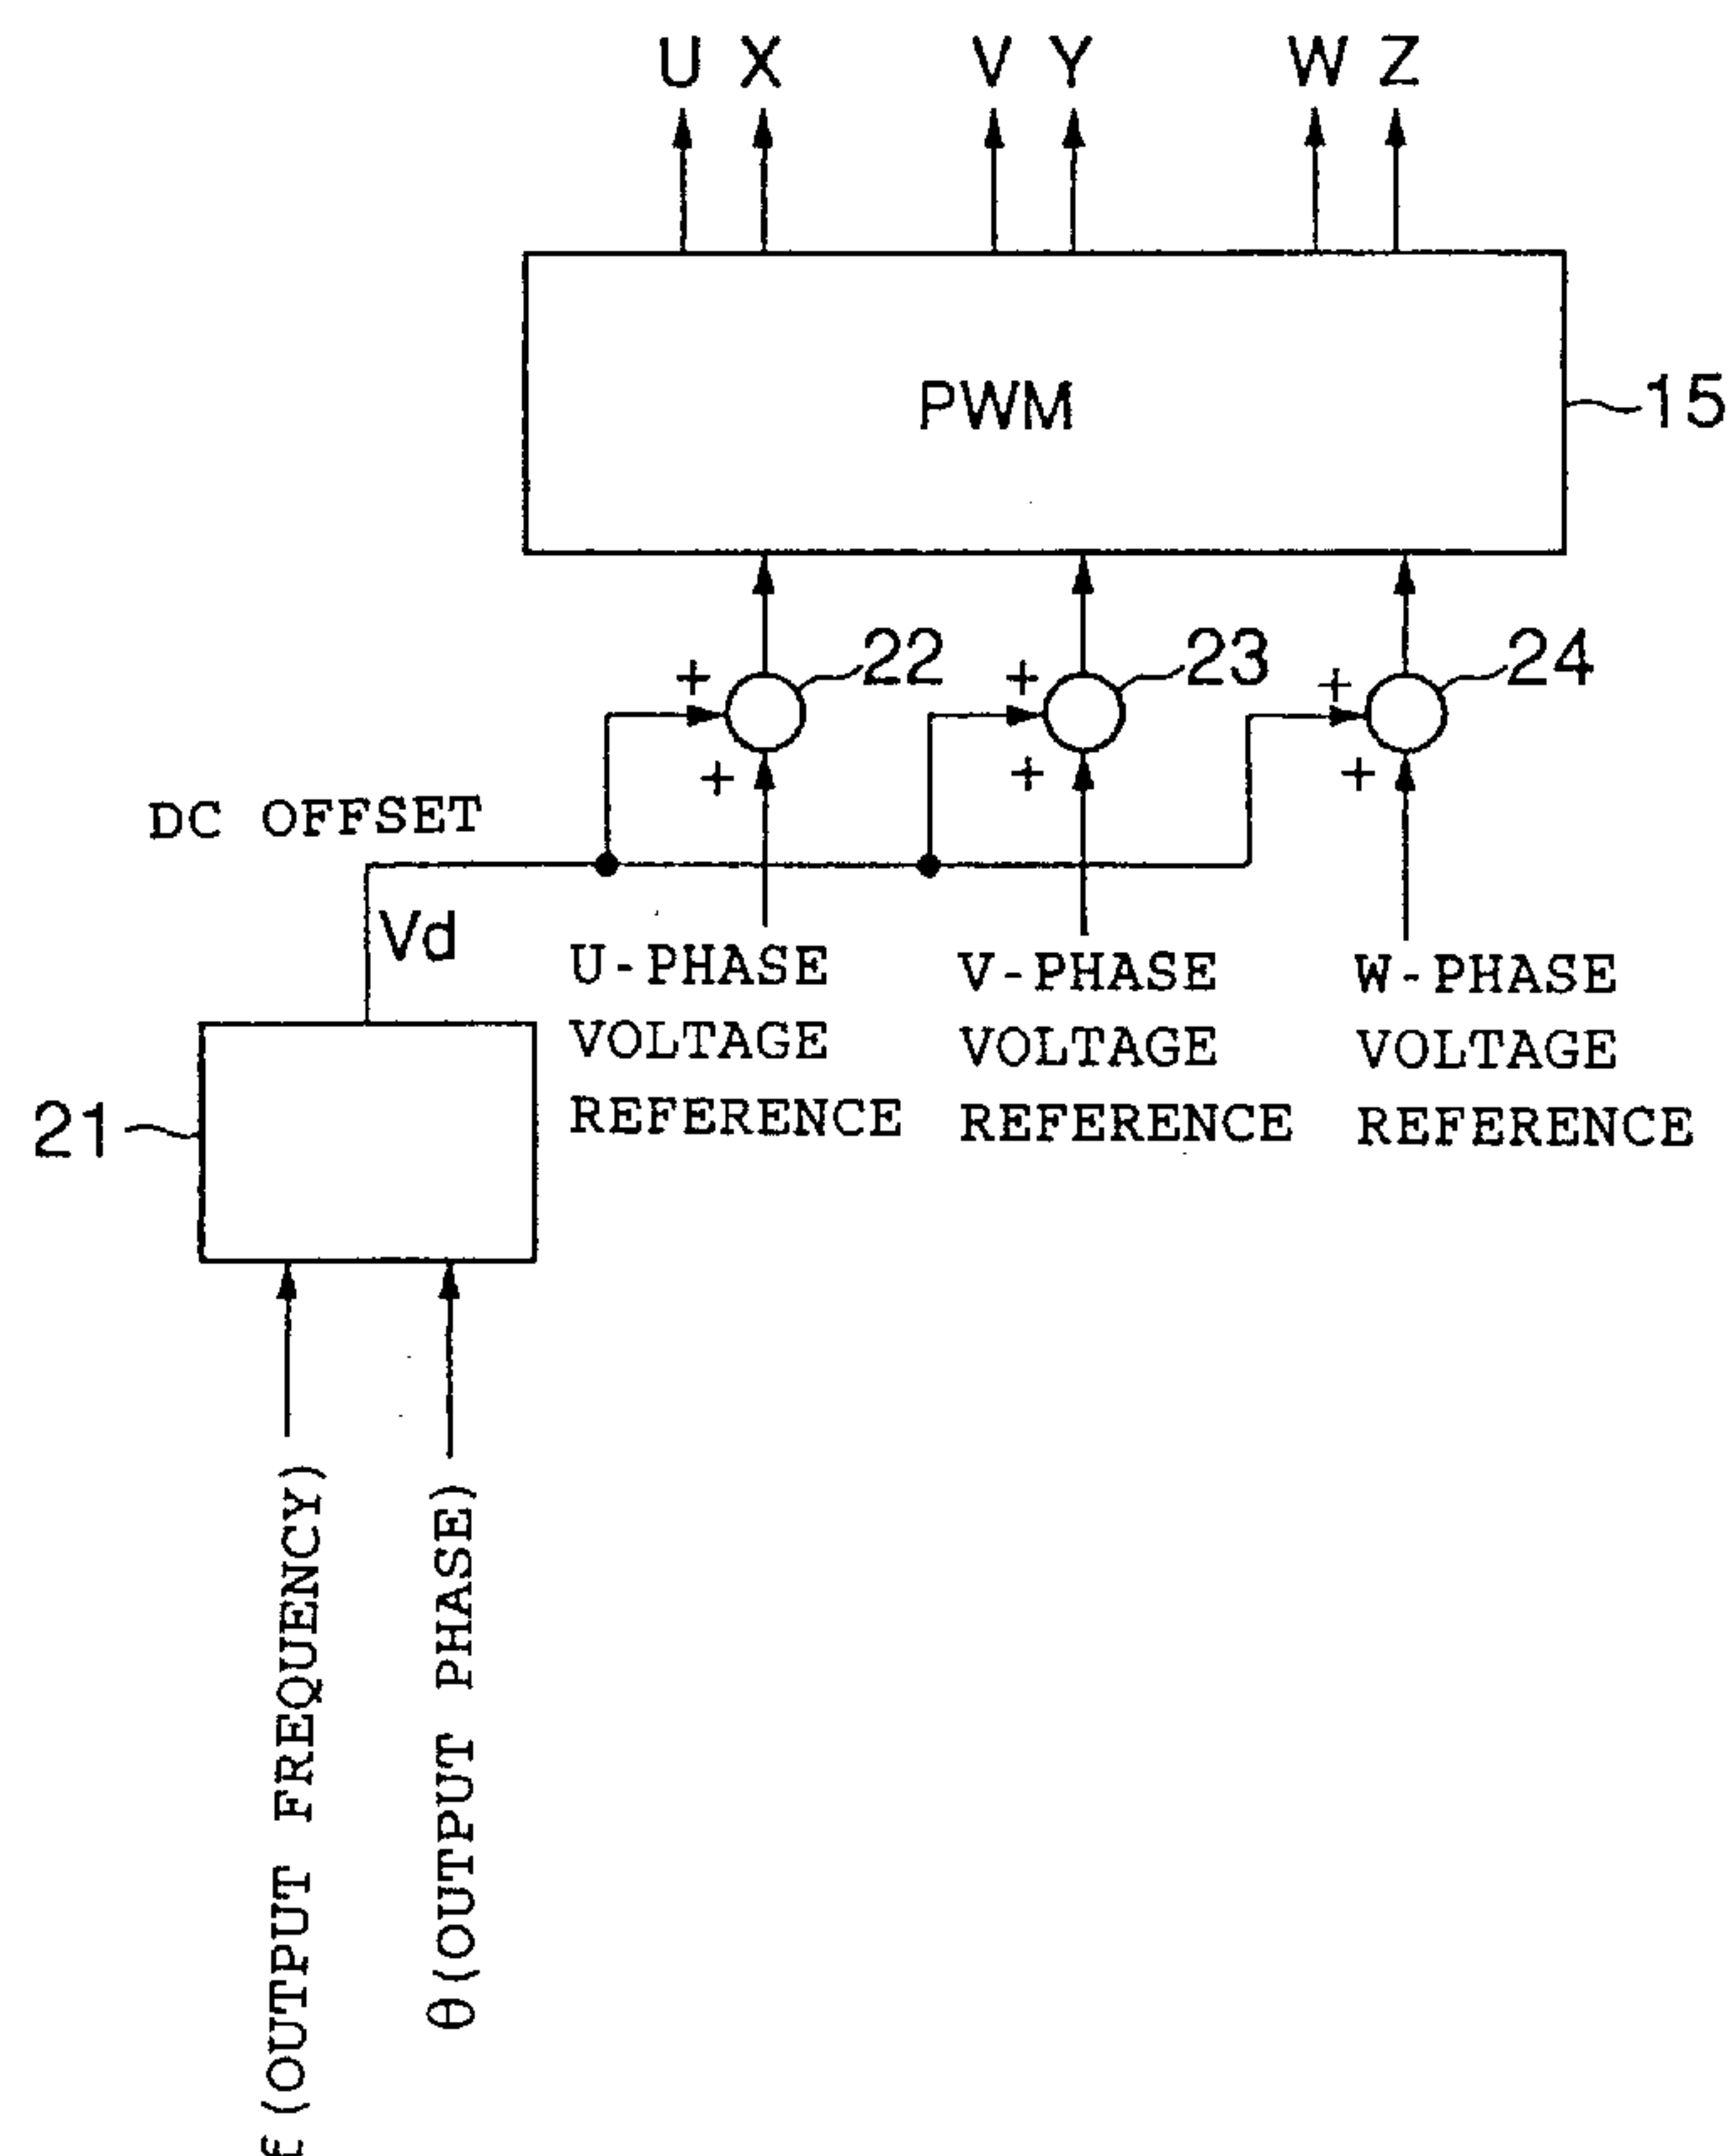 U X V Y W Z
PWM
15
22
23
24
+ + +
+ + +
DC OFFSET
Vd
U-PHASE
VOLTAGE
REFERENCE
V-PHASE
VOLTAGE
REFERENCE
W-PHASE
VOLTAGE
REFERENCE
21
f(OUTPUT FREQUENCY)
θ(OUTPUT PHASE)